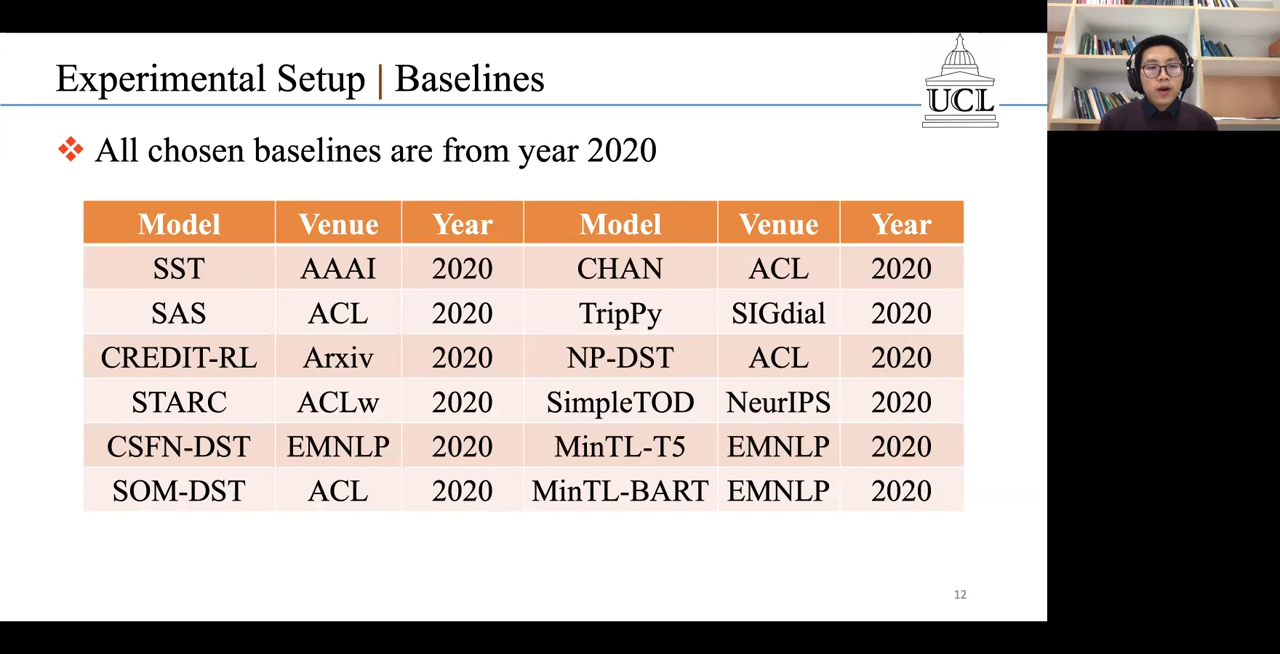 Experimental Setup | Baselines
UCL
All chosen baselines are from year 2020
Model Venue Year Model Venue Year
SST AAAI 2020 CHAN ACL 2020
SAS ACL 2020 TripPy SIGdial 2020
CREDIT-RL Arxiv 2020 NP-DST ACL 2020
STARC ACLw 2020 SimpleTOD NeurIPS 2020
CSFN-DST EMNLP 2020 MinTL-T5 EMNLP 2020
SOM-DST ACL 2020 MinTL-BART EMNLP 2020
12